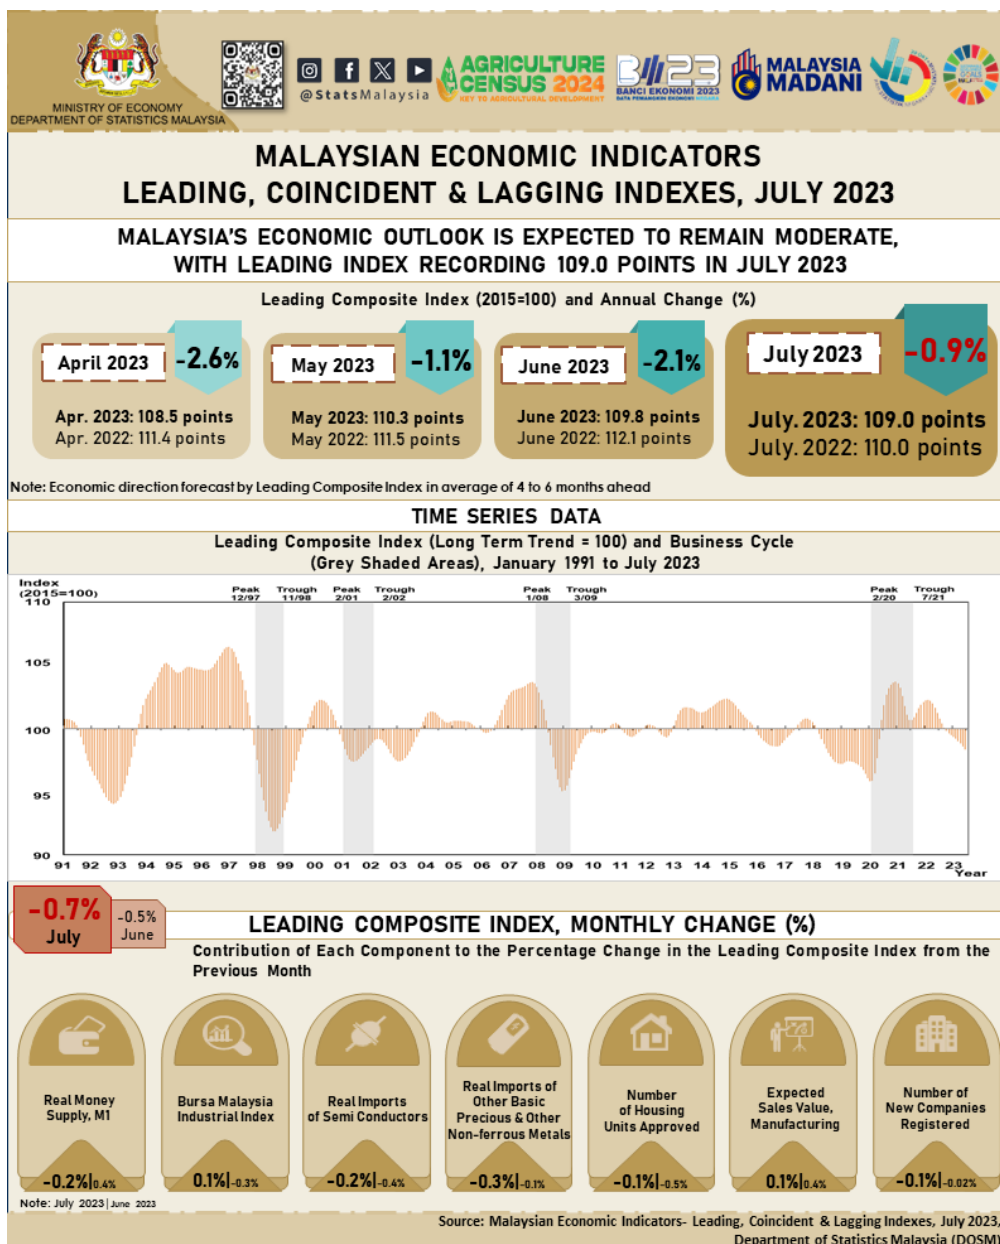 MINISTRY OF ECONOMY
DEPARTMENT OF STATISTICS MALAYSIA
@StatsMalaysia
AGRICULTURE
CENSUS 2024
KEY TO AGRICULTURAL DEVELOPMENT
B 23
BANCI EKONOMI 2023
DATA PEMANGKIN EKONOMI NEGARA
MALAYSIA
MADANI
MALAYSIAN ECONOMIC INDICATORS
LEADING, COINCIDENT & LAGGING INDEXES, JULY 2023
MALAYSIA'S ECONOMIC OUTLOOK IS EXPECTED TO REMAIN MODERATE,
WITH LEADING INDEX RECORDING 109.0 POINTS IN JULY 2023
Leading Composite Index (2015=100) and Annual Change (%)
April 2023
-2.6%
Apr. 2023: 108.5 points
Apr. 2022: 111.4 points
May 2023
-1.1%
May 2023: 110.3 points
May 2022: 111.5 points
June 2023
-2.1%
June 2023: 109.8 points
June 2022: 112.1 points
July 2023
-0.9%
July. 2023: 109.0 points
July. 2022: 110.0 points
Note: Economic direction forecast by Leading Composite Index in average of 4 to 6 months ahead
TIME SERIES DATA
Leading Composite Index (Long Term Trend = 100) and Business Cycle
(Grey Shaded Areas), January 1991 to July 2023
Index
(2015=100)
Peak
12/97
Trough
11/98
Peak
2/01
Trough
2/02
Peak
1/08
Trough
3/09
Peak
2/20
Trough
7/21
110
105
100
95
90
91 92 93 94 95 96 97 98 99 00 01 02 03 04 05 06 07 08 09 10 11 12 13 14 15 16 17 18 19 20 21 22 23
Year
-0.7%
July
-0.5%
June
LEADING COMPOSITE INDEX, MONTHLY CHANGE (%)
Contribution of Each Component to the Percentage Change in the Leading Composite Index from the
Previous Month
Real Money
Supply, M1
-0.2%|0.4%
Bursa Malaysia
Industrial Index
0.1%|-0.3%
Real Imports
of Semi Conductors
-0.2%|-0.4%
Real Imports of
Other Basic
Precious & Other
Non-ferrous Metals
-0.3%|-0.1%
Number
of Housing
Units Approved
-0.1%|-0.5%
Expected
Sales Value,
Manufacturing
0.1%|0.4%
Number of
New Companies
Registered
-0.1%|-0.02%
Note: July 2023|June 2023
Source: Malaysian Economic Indicators- Leading, Coincident & Lagging Indexes, July 2023,
Department of Statistics Malaysia (DOSM)